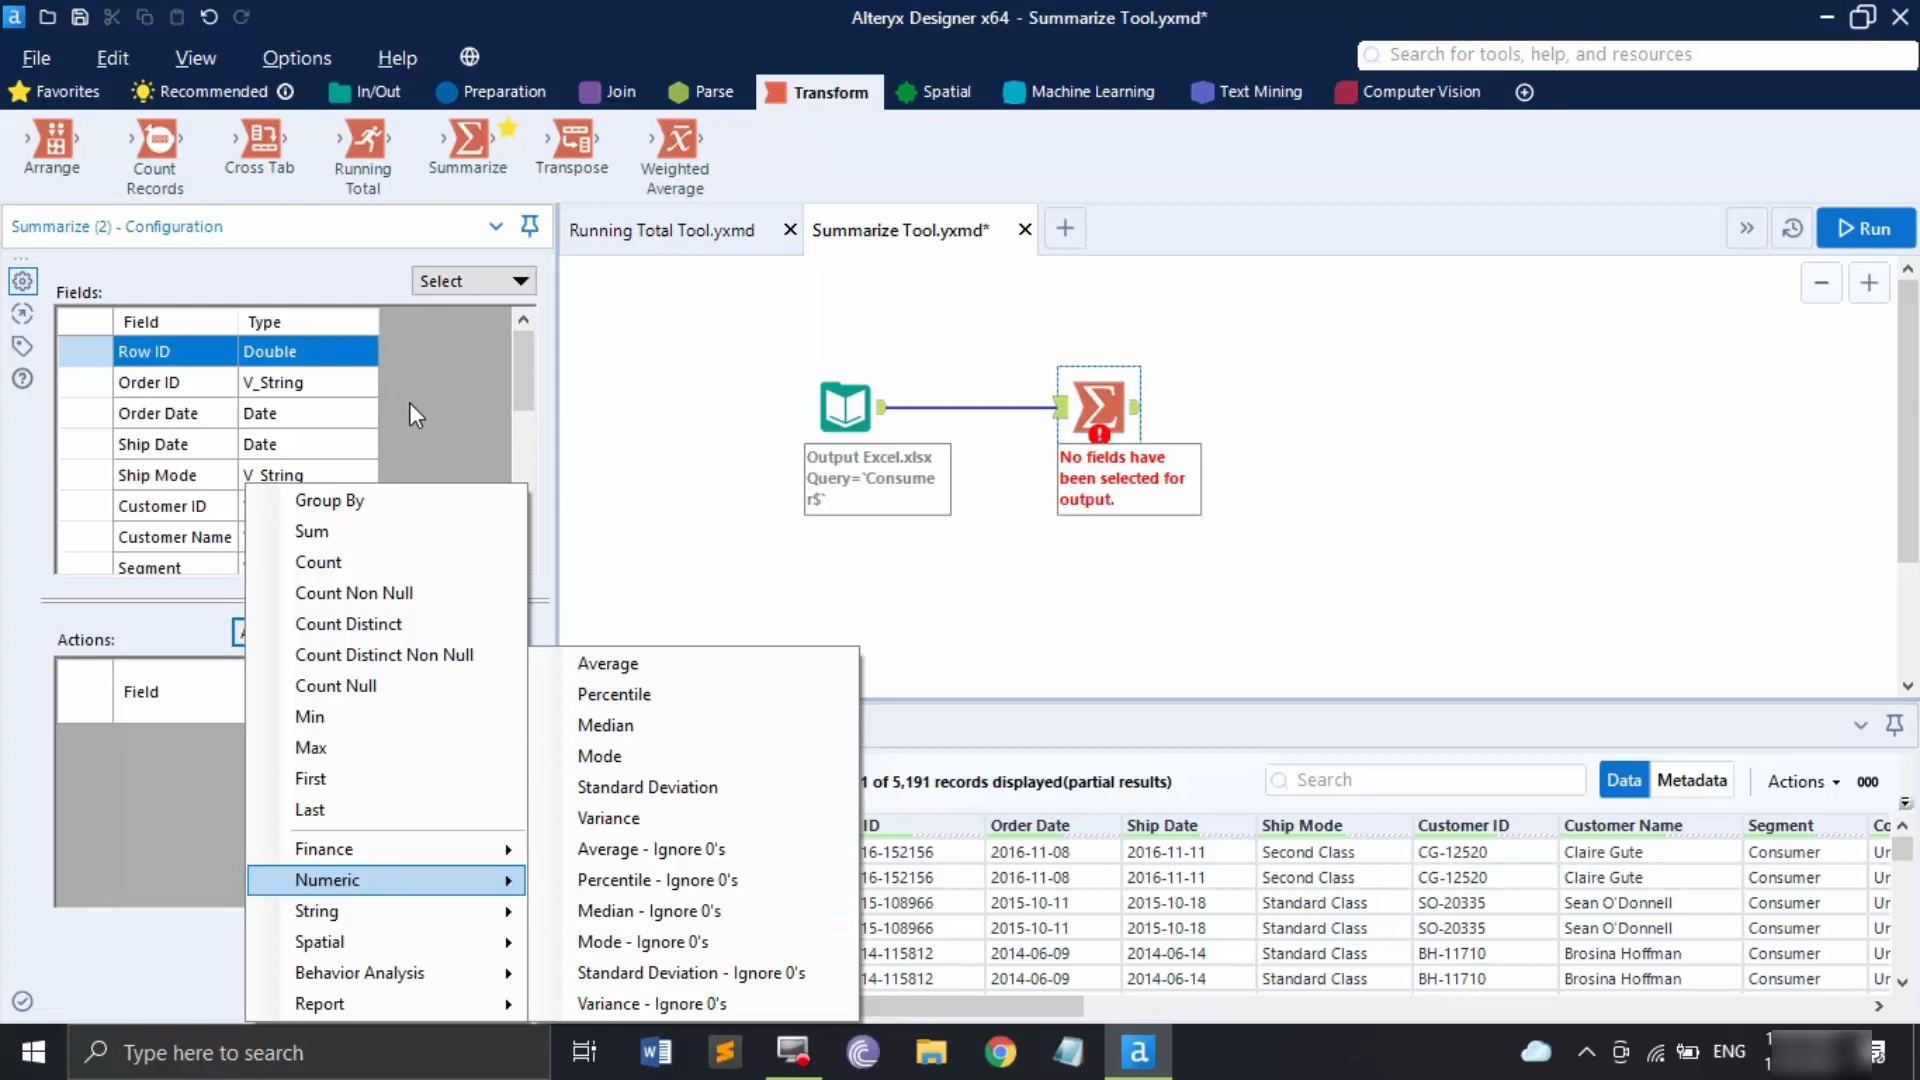 Alteryx Designer x64 - Summarize Tool.yxmd*
File Edit View Options Help
Search for tools, help, and resources
Favorites Recommended In/Out Preparation Join Parse Transform Spatial Machine Learning Text Mining Computer Vision
Arrange
Count
Records
Cross Tab
Running
Total
Summarize
Transpose
Weighted
Average
Summarize (2) - Configuration
Running Total Tool.yxmd
Summarize Tool.yxmd*
Run
Fields:
Select
Field Type
Row ID Double
Order ID V_String
Order Date Date
Ship Date Date
Ship Mode V_String
Customer ID
Customer Name
Segment
Actions:
Field
Group By
Sum
Count
Count Non Null
Count Distinct
Count Distinct Non Null
Count Null
Min
Max
First
Last
Finance
Numeric
String
Spatial
Behavior Analysis
Report
Average
Percentile
Median
Mode
Standard Deviation
Variance
Average - Ignore 0's
Percentile - Ignore 0's
Median - Ignore 0's
Mode - Ignore 0's
Standard Deviation - Ignore 0's
Variance - Ignore 0's
Output Excel.xlsx
Query=`Consume
r$`
No fields have
been selected for
output.
1 of 5,191 records displayed(partial results)
Search
Data Metadata Actions 000
ID Order Date Ship Date Ship Mode Customer ID Customer Name Segment Co
16-152156 2016-11-08 2016-11-11 Second Class CG-12520 Claire Gute Consumer Ur
16-152156 2016-11-08 2016-11-11 Second Class CG-12520 Claire Gute Consumer Ur
15-108966 2015-10-11 2015-10-18 Standard Class SO-20335 Sean O'Donnell Consumer Ur
15-108966 2015-10-11 2015-10-18 Standard Class SO-20335 Sean O'Donnell Consumer Ur
14-115812 2014-06-09 2014-06-14 Standard Class BH-11710 Brosina Hoffman Consumer Ur
14-115812 2014-06-09 2014-06-14 Standard Class BH-11710 Brosina Hoffman Consumer Ur
Type here to search
ENG